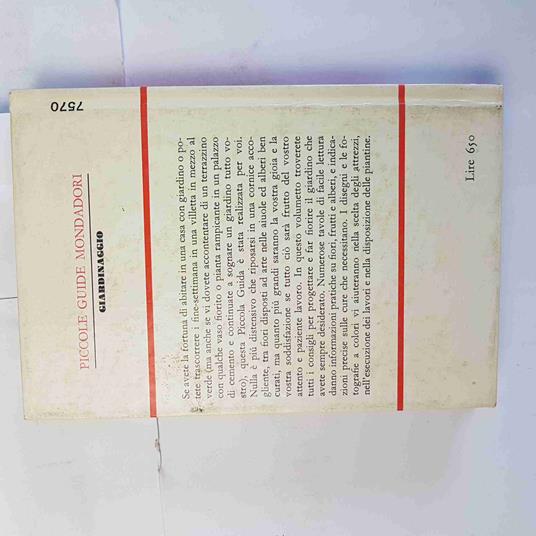 PICCOLE GUIDE MONDADORI
GIARDINAGGIO
7570
Se avete la fortuna di abitare in una casa con giardino o po-
tete trascorrere i fine-settimana in una villetta in mezzo al
verde (ma anche se vi dovete accontentare di un terrazzino
con qualche vaso fiorito o pianta rampicante in un palazzo
di cemento e continuate a sognare un giardino tutto vo-
stro), questa Piccola Guida è stata realizzata per voi.
Nulla è più distensivo che riposarsi in una cornice acco-
gliente, tra fiori disposti ad arte nelle aiuole ed alberi ben
curati, ma quanto più grandi saranno la vostra gioia e la
vostra soddisfazione se tutto ciò sarà frutto del vostro
attento e paziente lavoro. In questo volumetto troverete
tutti i consigli per progettare e far fiorire il giardino che
avete sempre desiderato. Numerose tavole di facile lettura
danno informazioni pratiche su fiori, frutti e alberi, e indica-
zioni precise sulle cure che necessitano. I disegni e le fo-
tografie a colori vi aiuteranno nella scelta degli attrezzi,
nell'esecuzione dei lavori e nella disposizione delle piantine.
Lire 650